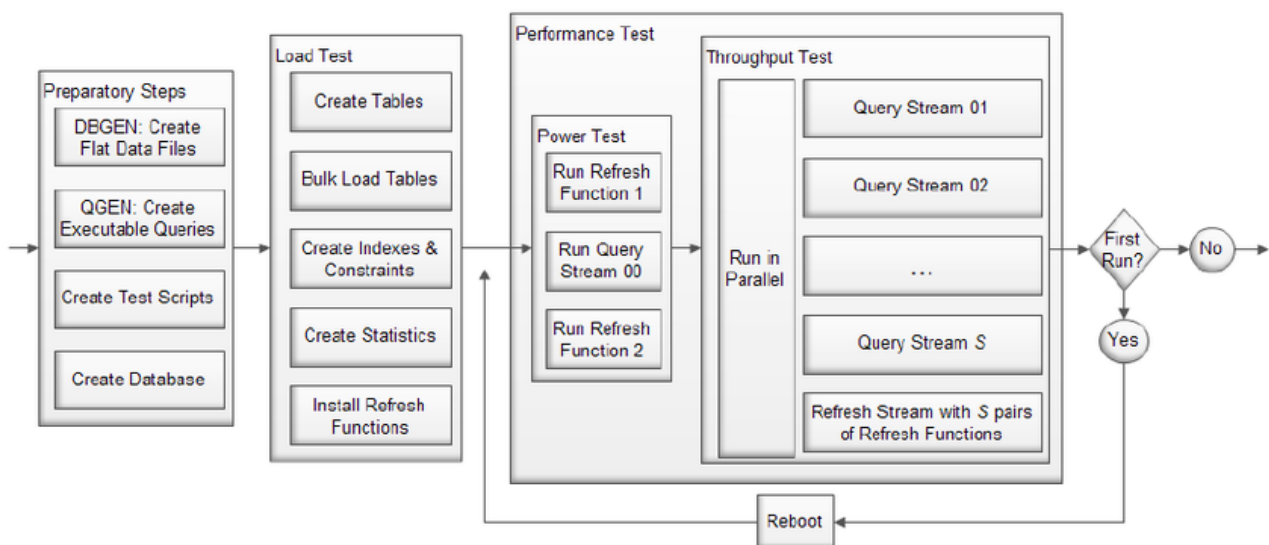 Preparatory Steps
DBGEN: Create
Flat Data Files
QGEN: Create
Executable Queries
Create Test Scripts
Create Database
Load Test
Create Tables
Bulk Load Tables
Create Indexes &
Constraints
Create Statistics
Install Refresh
Functions
Performance Test
Power Test
Run Refresh
Function 1
Run Query
Stream 00
Run Refresh
Function 2
Throughput Test
Run in
Parallel
Query Stream 01
Query Stream 02
...
Query Stream S
Refresh Stream with S pairs
of Refresh Functions
First
Run?
No
Yes
Reboot